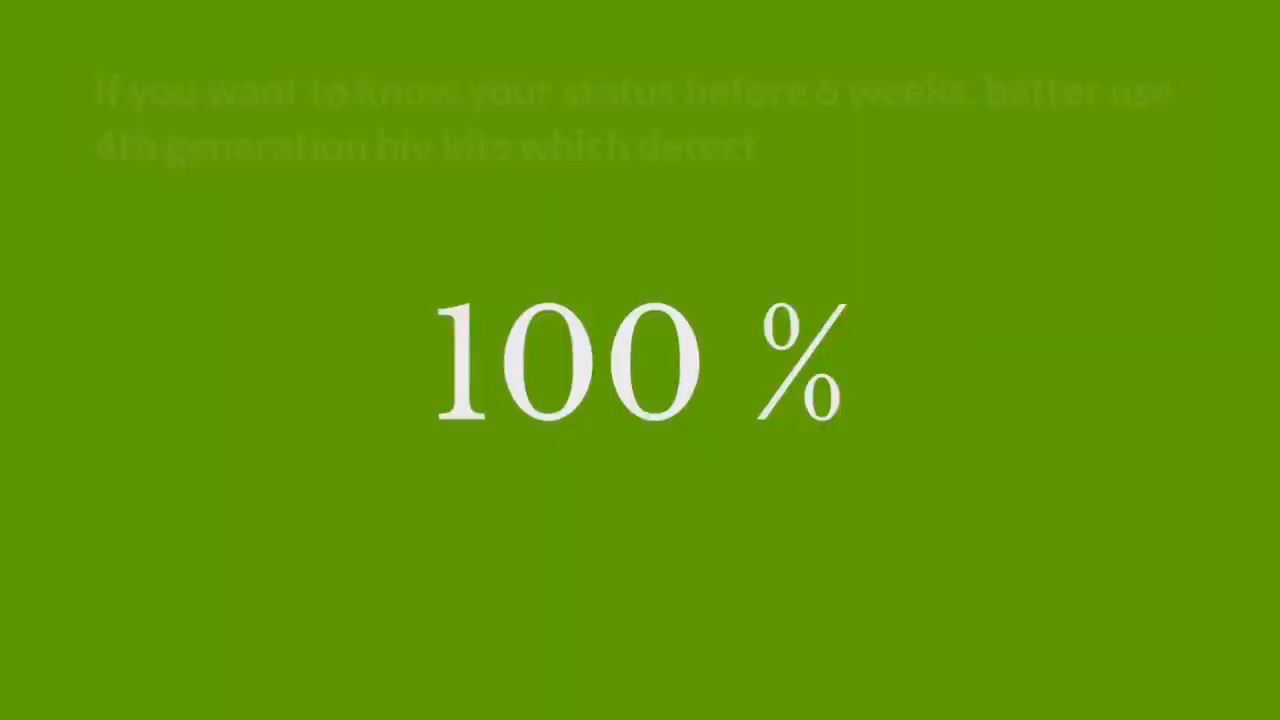 If you want to know your status before 6 weeks, better use
4th generation hiv kits which detect
100 %